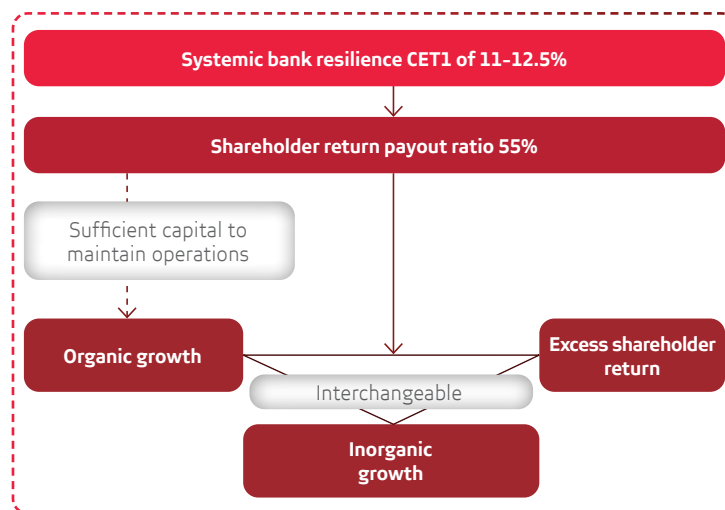 Systemic bank resilience CET1 of 11–12.5%
Shareholder return payout ratio 55%
Sufficient capital to
maintain operations
Organic growth
Excess shareholder
return
Interchangeable
Inorganic
growth